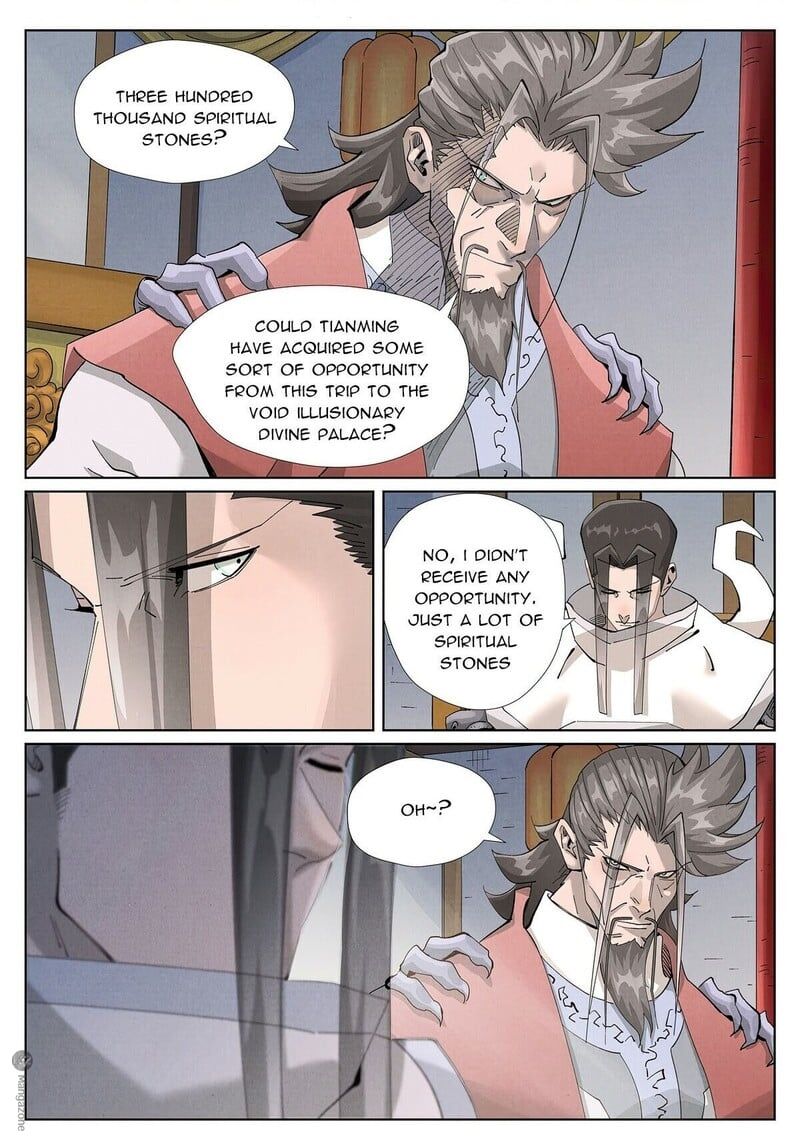 THREE HUNDRED
THOUSAND SPIRITUAL
STONES?
COULD TIANMING
HAVE ACQUIRED SOME
SORT OF OPPORTUNITY
FROM THIS TRIP TO THE
VOID ILLUSIONARY
DIVINE PALACE?
NO, I DIDN'T
RECEIVE ANY
OPPORTUNITY.
JUST A LOT OF
SPIRITUAL
STONES
OH~?
Mangazone